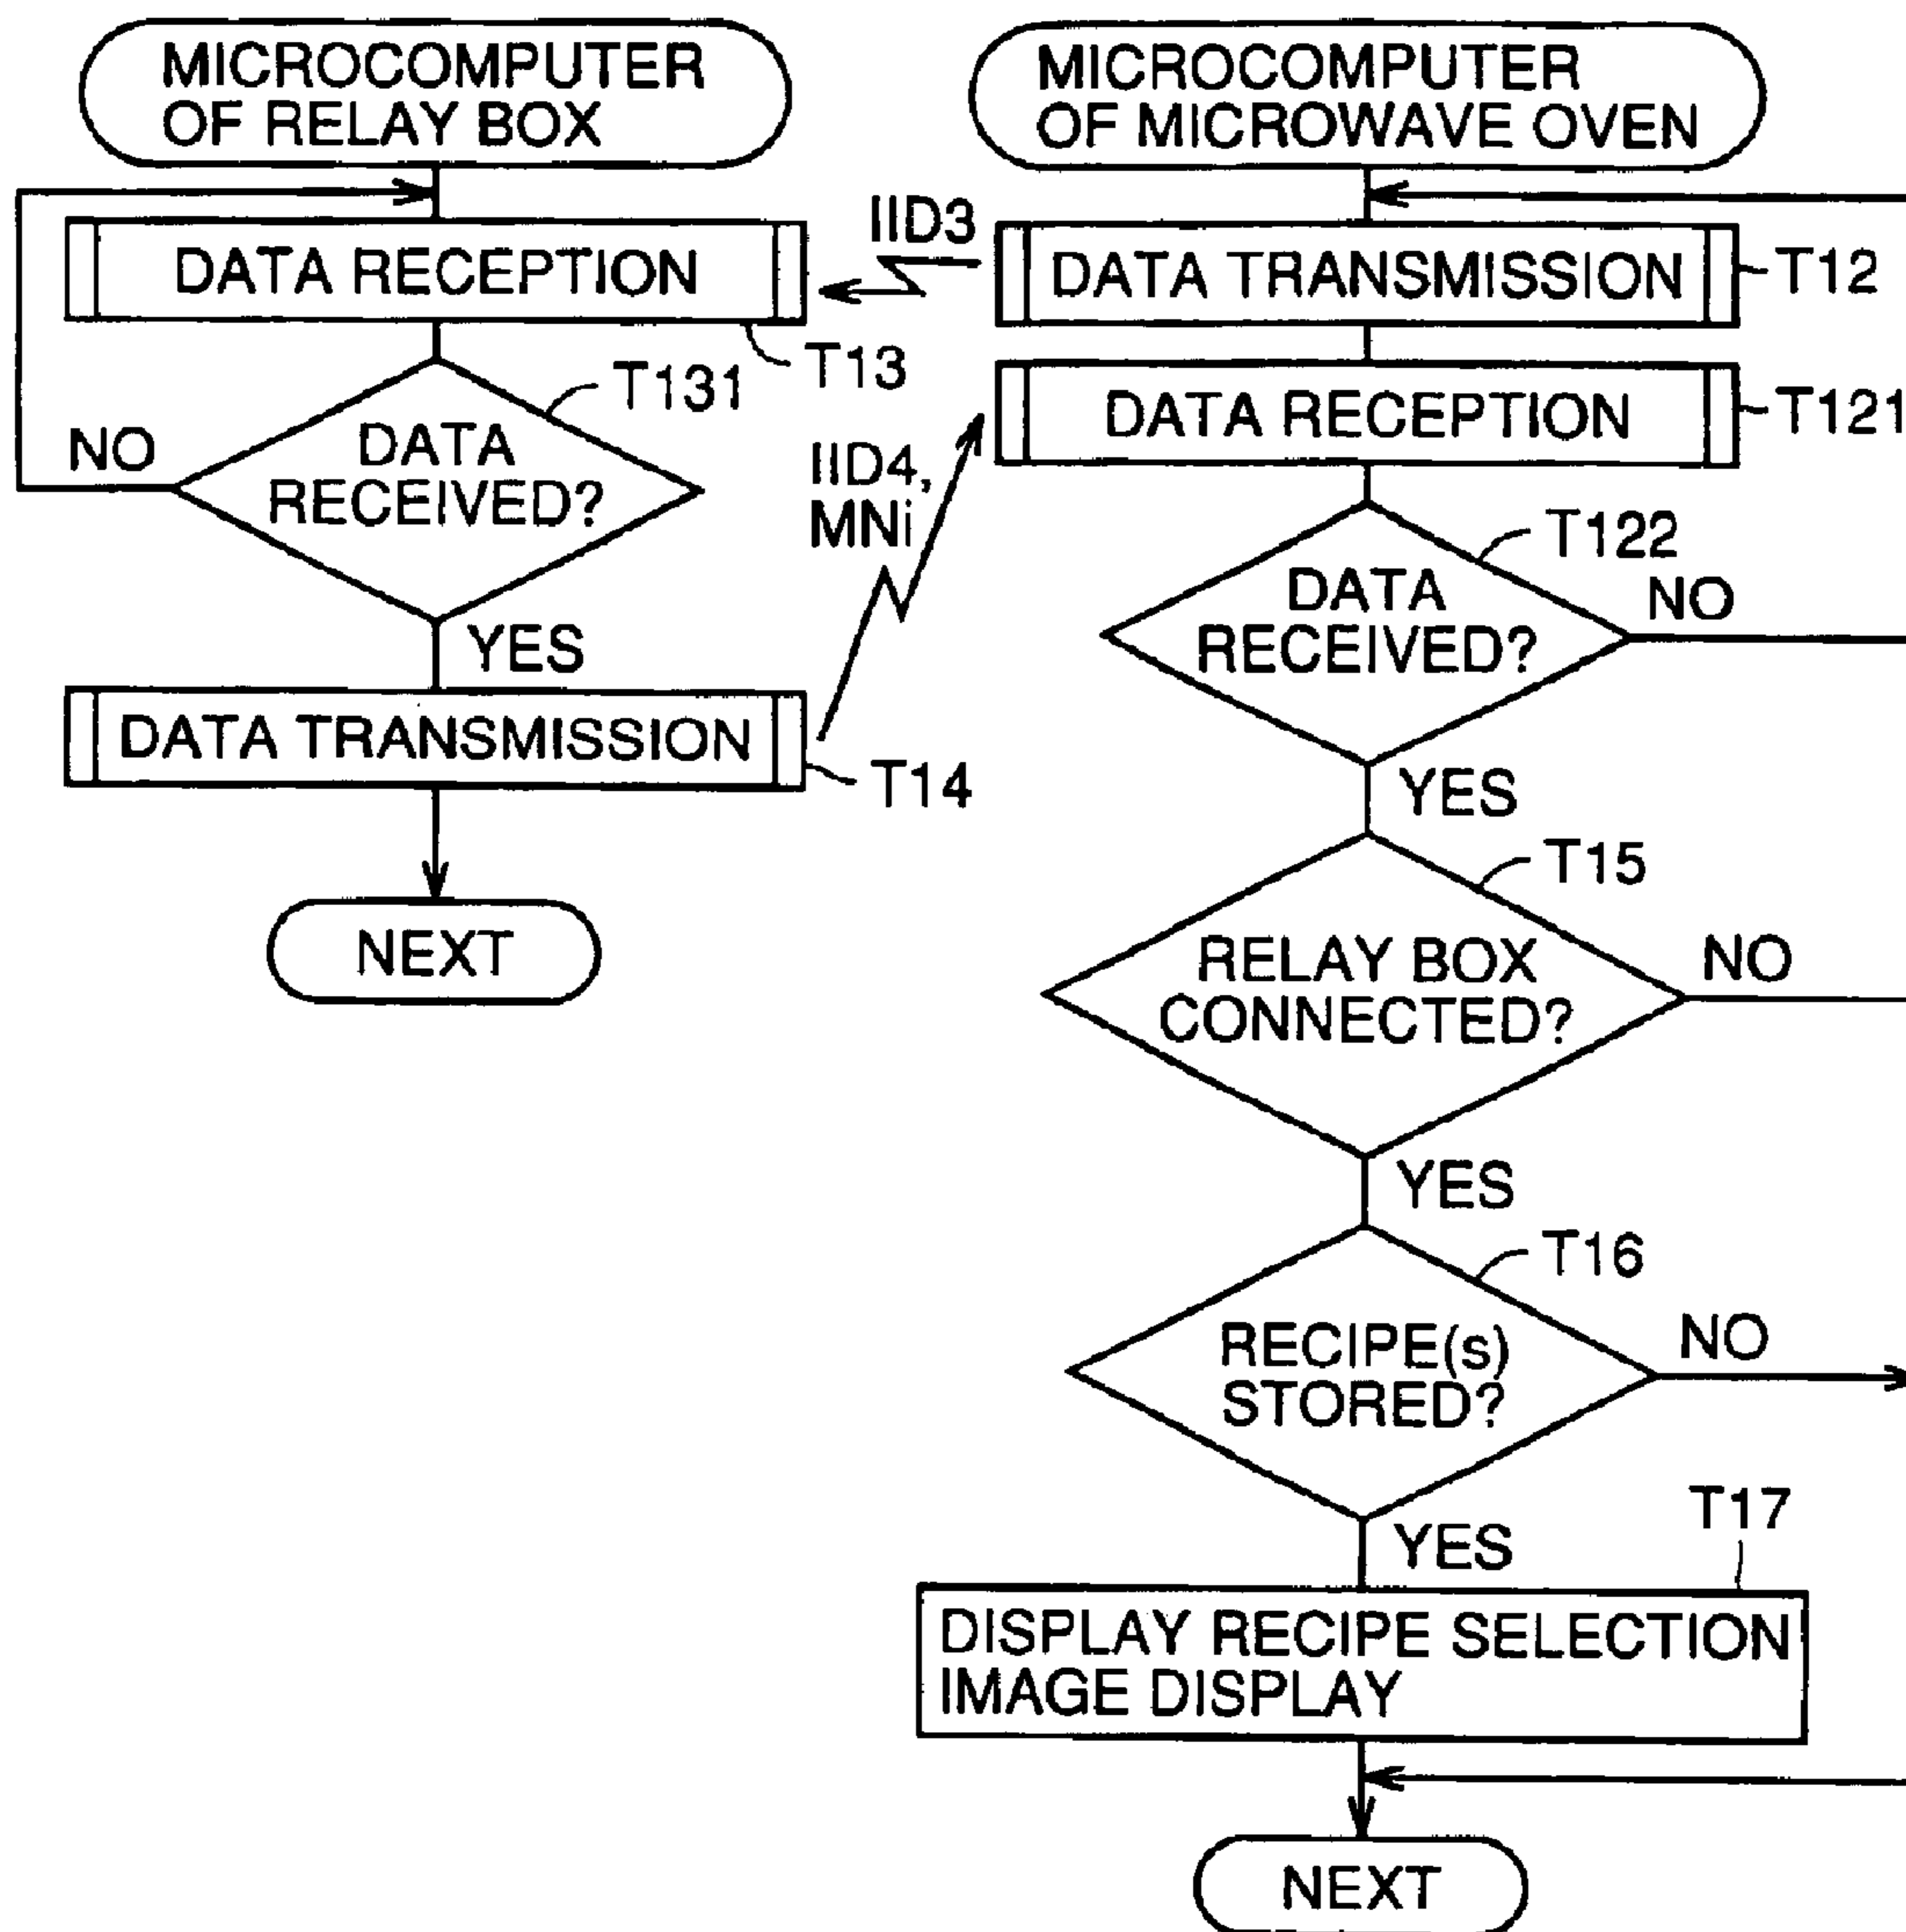 MICROCOMPUTER
OF RELAY BOX
DATA RECEPTION
T13
T131
DATA
RECEIVED?
NO
YES
DATA TRANSMISSION
T14
NEXT
IID3
IID4,
MNi
MICROCOMPUTER
OF MICROWAVE OVEN
DATA TRANSMISSION
T12
DATA RECEPTION
T121
T122
DATA
RECEIVED?
NO
YES
T15
RELAY BOX
CONNECTED?
NO
YES
T16
RECIPE(s)
STORED?
NO
YES
T17
DISPLAY RECIPE SELECTION
IMAGE DISPLAY
NEXT